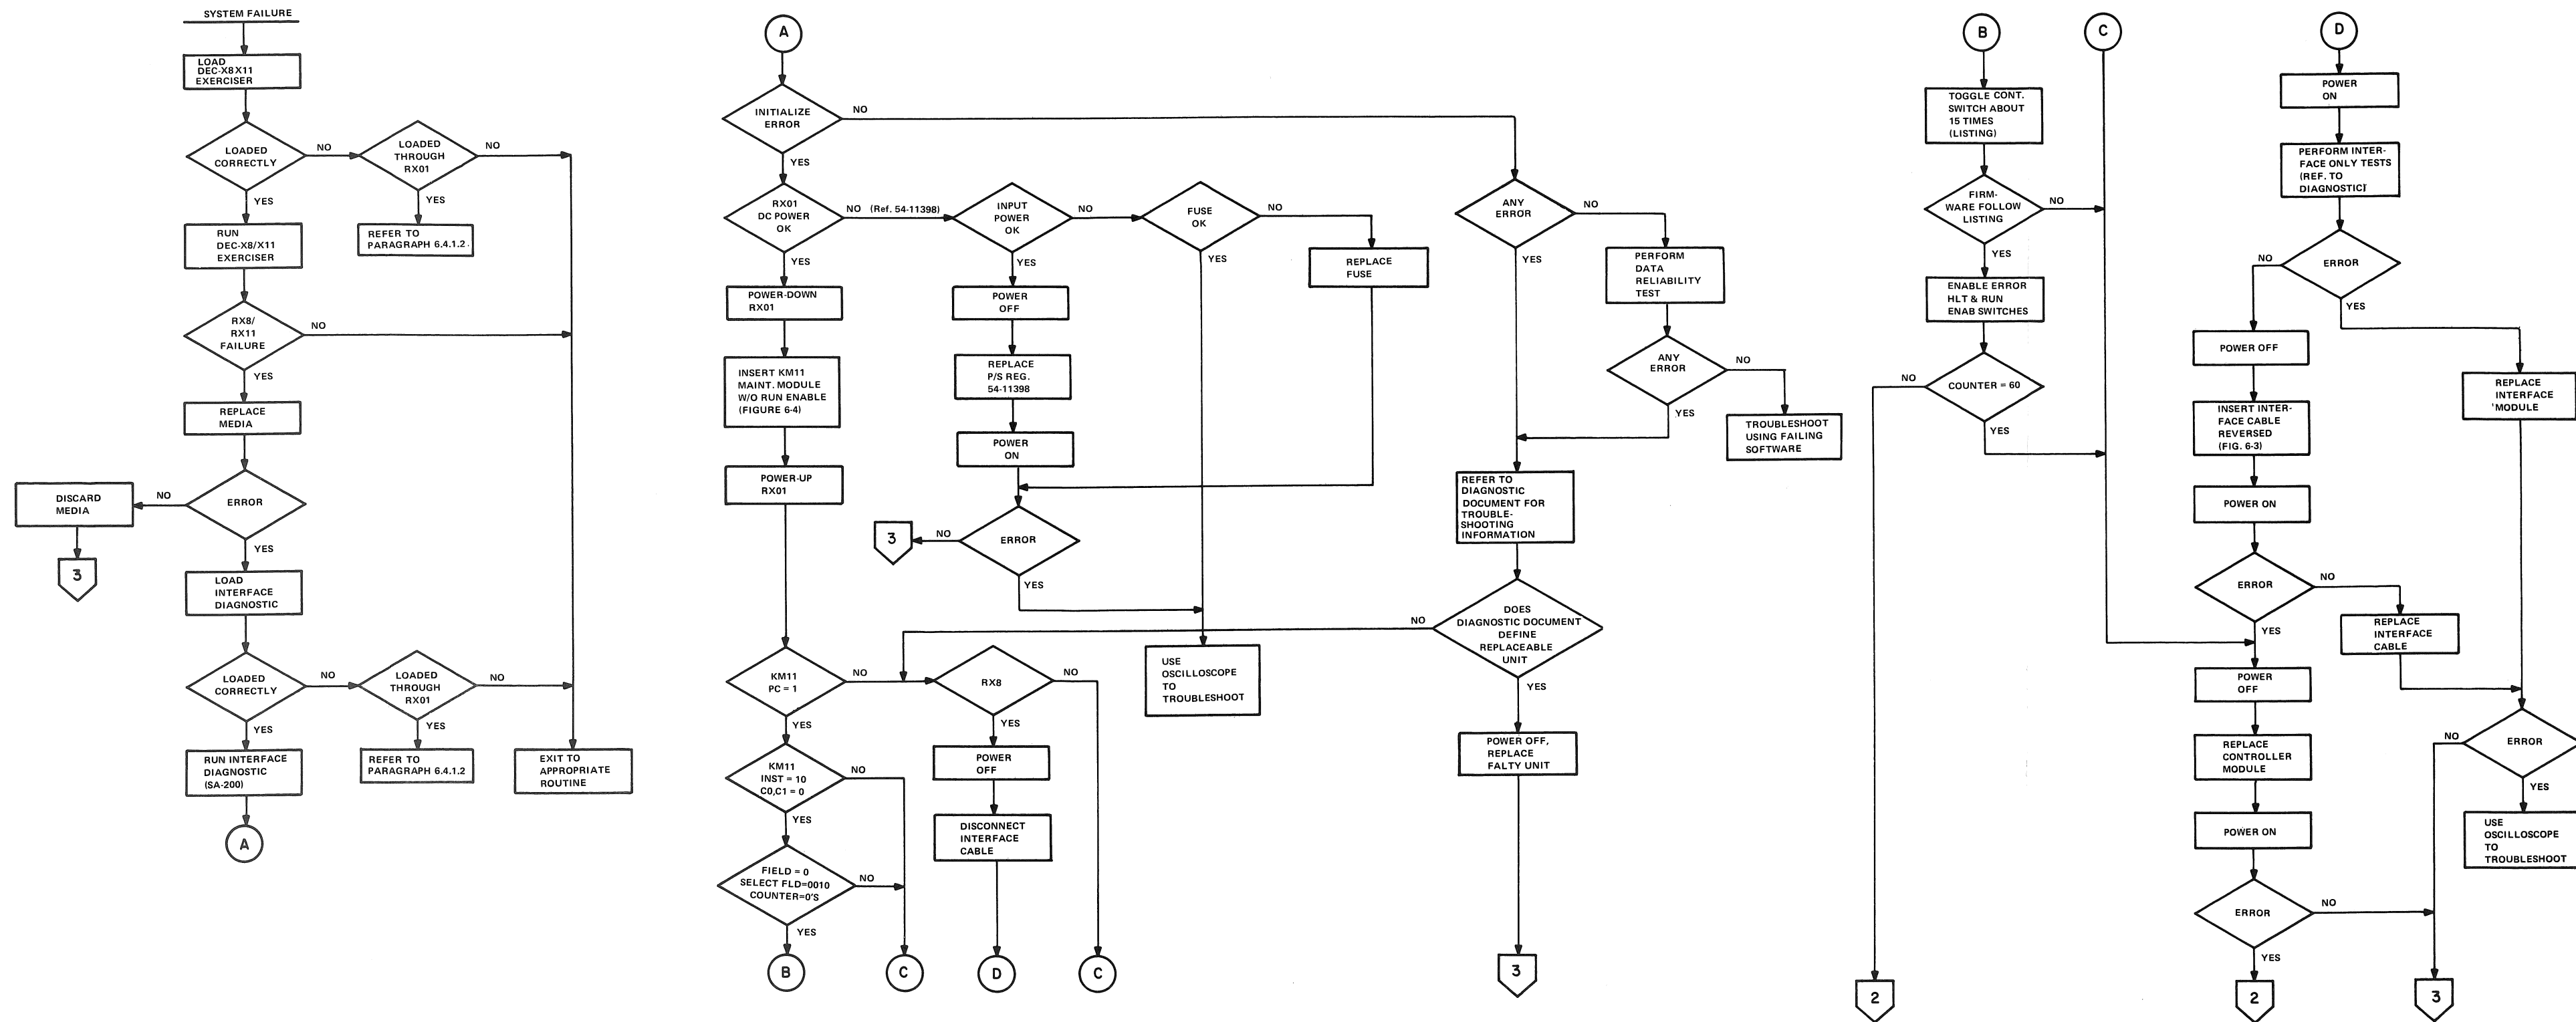 SYSTEM FAILURE
LOAD
DEC-X8X11
EXERCISER
LOADED
CORRECTLY
NO
LOADED
THROUGH
RX01
NO
YES
YES
RUN
DEC-X8/X11
EXERCISER
REFER TO
PARAGRAPH 6.4.1.2.
RX8/
RX11
FAILURE
NO
YES
REPLACE
MEDIA
DISCARD
MEDIA
NO
ERROR
YES
3
LOAD
INTERFACE
DIAGNOSTIC
LOADED
CORRECTLY
NO
LOADED
THROUGH
RX01
NO
YES
YES
RUN INTERFACE
DIAGNOSTIC
(SA-200)
REFER TO
PARAGRAPH 6.4.1.2
EXIT TO
APPROPRIATE
ROUTINE
A
A
INITIALIZE
ERROR
NO
YES
RX01
DC POWER
OK
NO (Ref. 54-11398)
INPUT
POWER
OK
NO
FUSE
OK
NO
ANY
ERROR
NO
YES
YES
YES
YES
REPLACE
FUSE
PERFORM
DATA
RELIABILITY
TEST
POWER-DOWN
RX01
POWER
OFF
INSERT KM11
MAINT. MODULE
W/O RUN ENABLE
(FIGURE 6-4)
REPLACE
P/S REG.
54-11398
ANY
ERROR
NO
YES
TROUBLESHOOT
USING FAILING
SOFTWARE
POWER
ON
POWER-UP
RX01
REFER TO
DIAGNOSTIC
DOCUMENT FOR
TROUBLE-
SHOOTING
INFORMATION
3
NO
ERROR
YES
DOES
DIAGNOSTIC DOCUMENT
DEFINE
REPLACEABLE
UNIT
NO
YES
KM11
PC = 1
NO
RX8
NO
USE
OSCILLOSCOPE
TO
TROUBLESHOOT
YES
YES
KM11
INST = 10
C0,C1 = 0
NO
POWER
OFF
POWER OFF,
REPLACE
FALTY UNIT
YES
DISCONNECT
INTERFACE
CABLE
FIELD = 0
SELECT FLD=0010
COUNTER=0'S
NO
YES
B
C
D
C
3
B
C
TOGGLE CONT.
SWITCH ABOUT
15 TIMES
(LISTING)
FIRM-
WARE FOLLOW
LISTING
NO
YES
ENABLE ERROR
HLT & RUN
ENAB SWITCHES
NO
COUNTER = 60
YES
2
D
POWER
ON
PERFORM INTER-
FACE ONLY TESTS
(REF. TO
DIAGNOSTIC)
NO
ERROR
YES
POWER OFF
REPLACE
INTERFACE
MODULE
INSERT INTER-
FACE CABLE
REVERSED
(FIG. 6-3)
POWER ON
ERROR
NO
YES
REPLACE
INTERFACE
CABLE
POWER
OFF
REPLACE
CONTROLLER
MODULE
NO
ERROR
YES
POWER ON
USE
OSCILLOSCOPE
TO
TROUBLESHOOT
ERROR
NO
YES
2
3